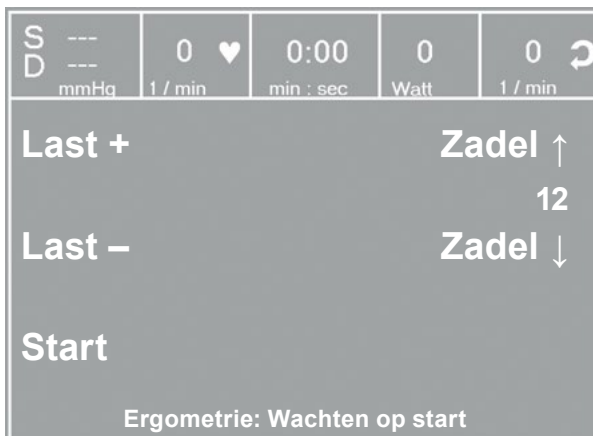 S ---
D ---
mmHg
0 ♥
1 / min
0:00
min : sec
0
Watt
0
1 / min
Last +
Zadel ↑
12
Last –
Zadel ↓
Start
Ergometrie: Wachten op start